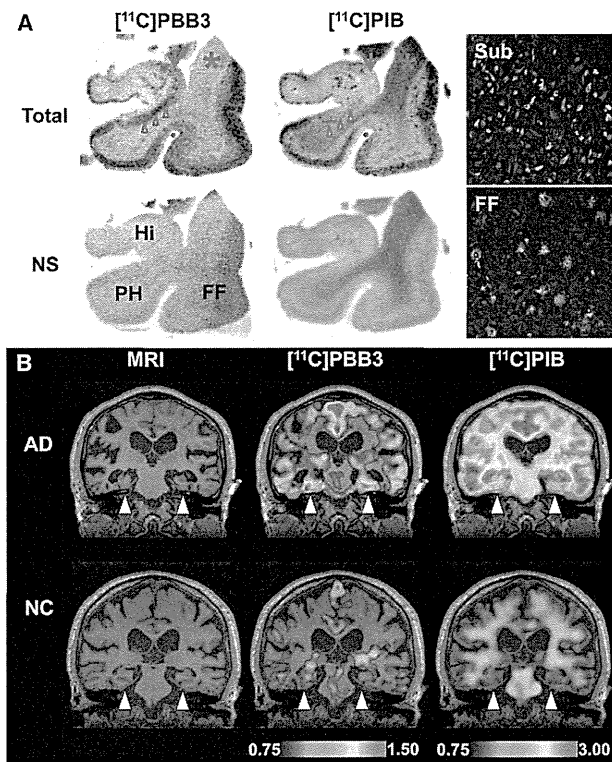 A [¹¹C]PBB3 [¹¹C]PIB
Sub
Total
FF
NS
Hi
PH FF
B MRI [¹¹C]PBB3 [¹¹C]PIB
AD
NC
0.75 1.50 0.75 3.00